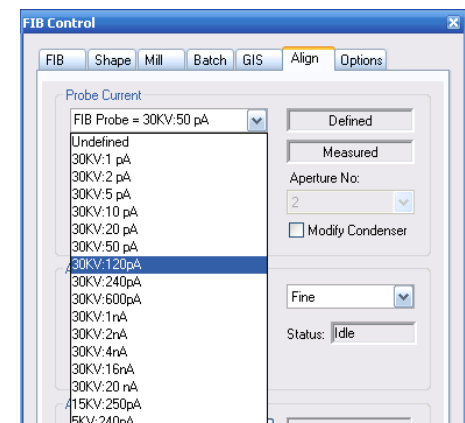 FIB Control
FIB Shape Mill Batch GIS Align Options
Probe Current
FIB Probe = 30KV:50 pA
Defined
Undefined
30KV:1 pA
30KV:2 pA
30KV:5 pA
30KV:10 pA
30KV:20 pA
30KV:50 pA
30KV:120pA
30KV:240pA
30KV:600pA
30KV:1nA
30KV:2nA
30KV:4nA
30KV:16nA
30KV:20 nA
15KV:250pA
5KV:240pA
Measured
Aperture No:
2
Modify Condenser
Fine
Status: Idle